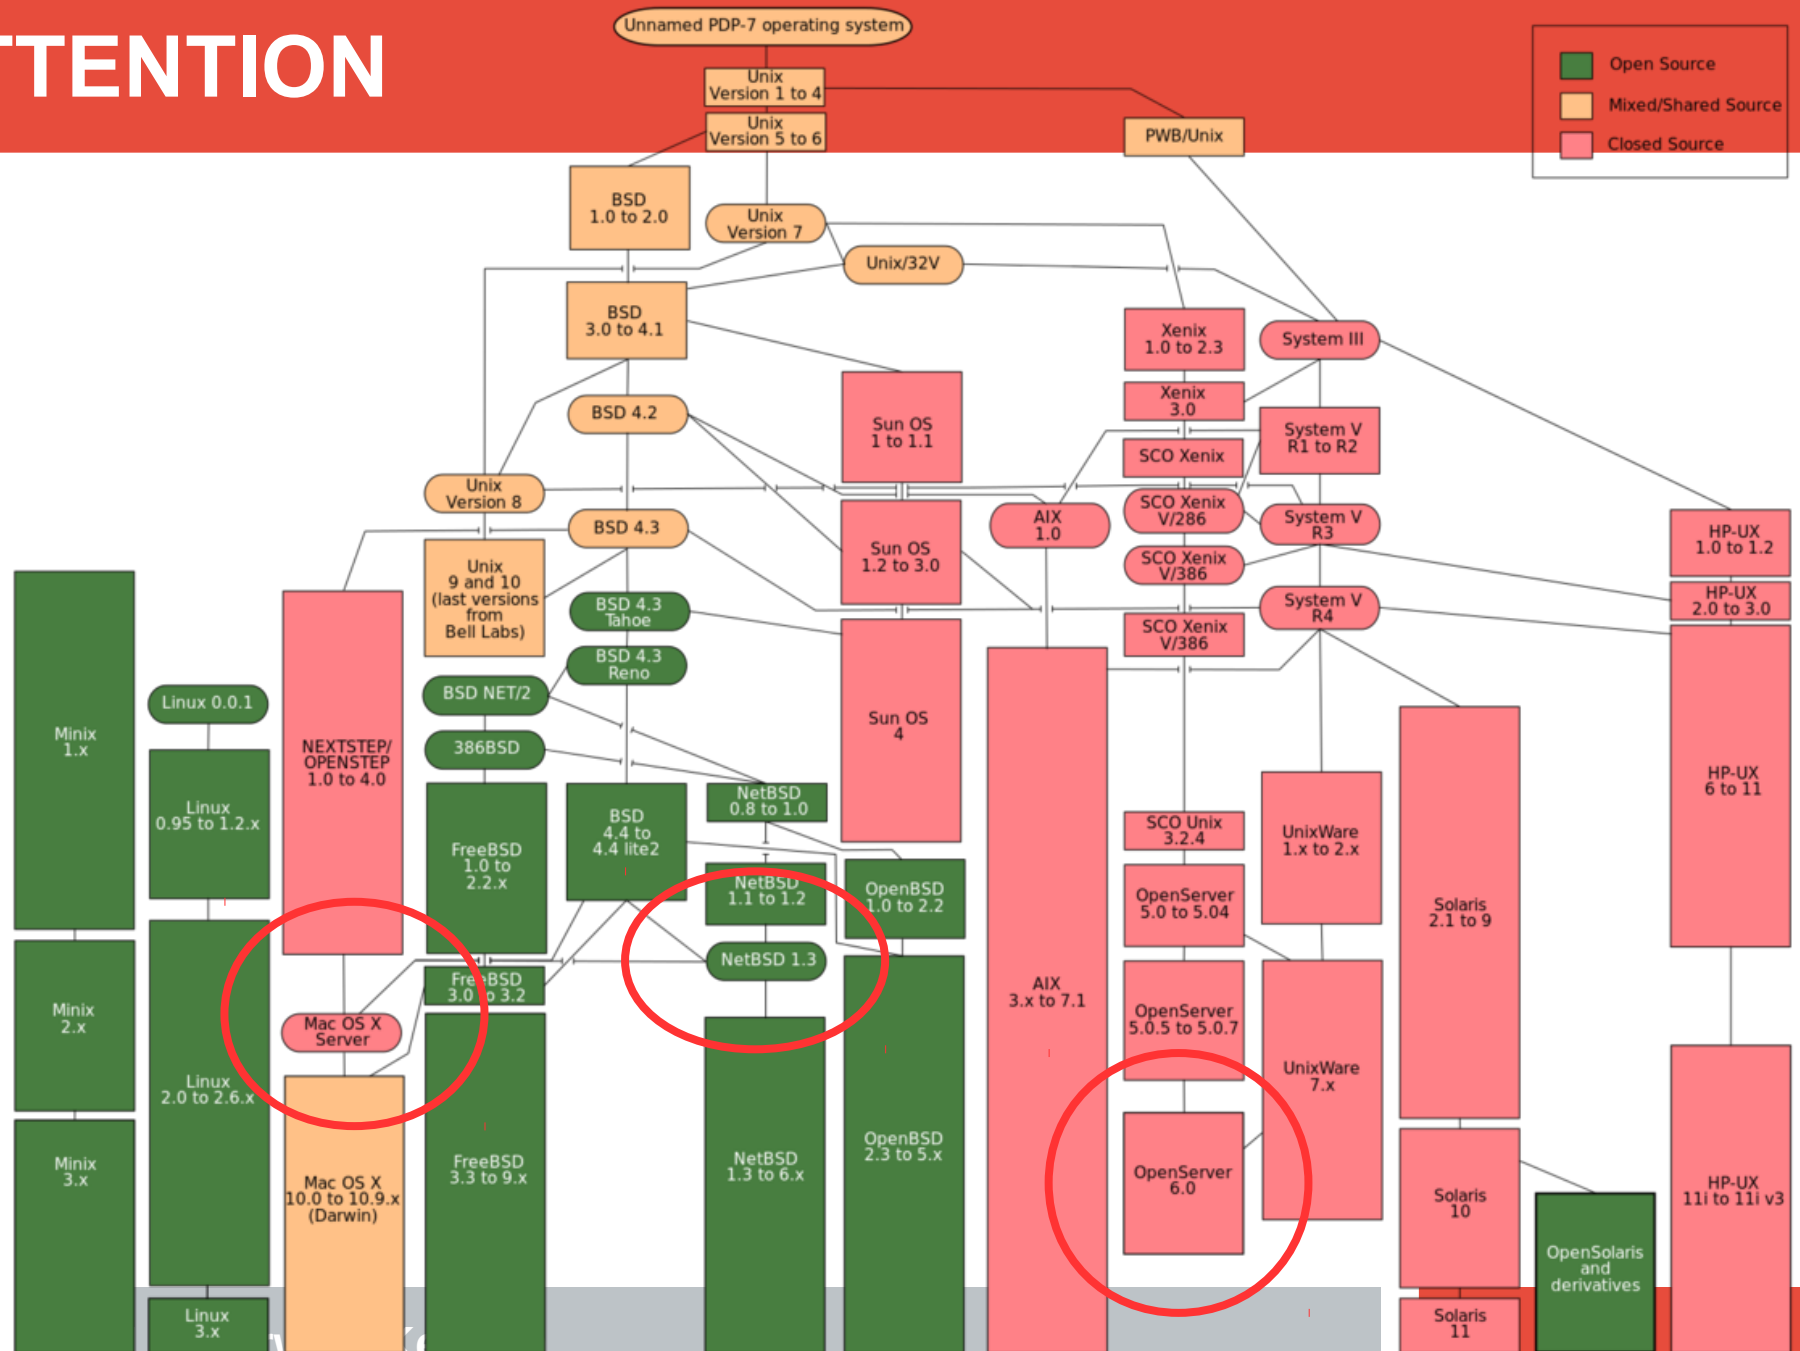 TTENTION
Unnamed PDP-7 operating system
Unix
Version 1 to 4
Open Source
Mixed/Shared Source
Closed Source
Unix
Version 5 to 6
PWB/Unix
BSD
1.0 to 2.0
Unix
Version 7
Unix/32V
BSD
3.0 to 4.1
Xenix
1.0 to 2.3
System III
Xenix
3.0
BSD 4.2
Sun OS
1 to 1.1
System V
R1 to R2
SCO Xenix
Unix
Version 8
SCO Xenix
V/286
AIX
1.0
System V
R3
BSD 4.3
HP-UX
1.0 to 1.2
Sun OS
1.2 to 3.0
SCO Xenix
V/386
Unix
9 and 10
(last versions
from
Bell Labs)
BSD 4.3
Tahoe
System V
R4
HP-UX
2.0 to 3.0
SCO Xenix
V/386
BSD 4.3
Reno
BSD NET/2
Linux 0.0.1
Minix
1.x
NEXTSTEP/
OPENSTEP
1.0 to 4.0
386BSD
Sun OS
4
HP-UX
6 to 11
NetBSD
0.8 to 1.0
Linux
0.95 to 1.2.x
BSD
4.4 to
4.4 lite2
SCO Unix
3.2.4
UnixWare
1.x to 2.x
FreeBSD
1.0 to
2.2.x
NetBSD
1.1 to 1.2
OpenBSD
1.0 to 2.2
OpenServer
5.0 to 5.04
Solaris
2.1 to 9
NetBSD 1.3
FreeBSD
3.0 to 3.2
AIX
3.x to 7.1
Minix
2.x
Mac OS X
Server
OpenServer
5.0.5 to 5.0.7
Linux
2.0 to 2.6.x
UnixWare
7.x
Minix
3.x
Mac OS X
10.0 to 10.9.x
(Darwin)
FreeBSD
3.3 to 9.x
NetBSD
1.3 to 6.x
OpenBSD
2.3 to 5.x
OpenServer
6.0
Solaris
10
HP-UX
11i to 11i v3
OpenSolaris
and
derivatives
Linux
3.x
Solaris
11